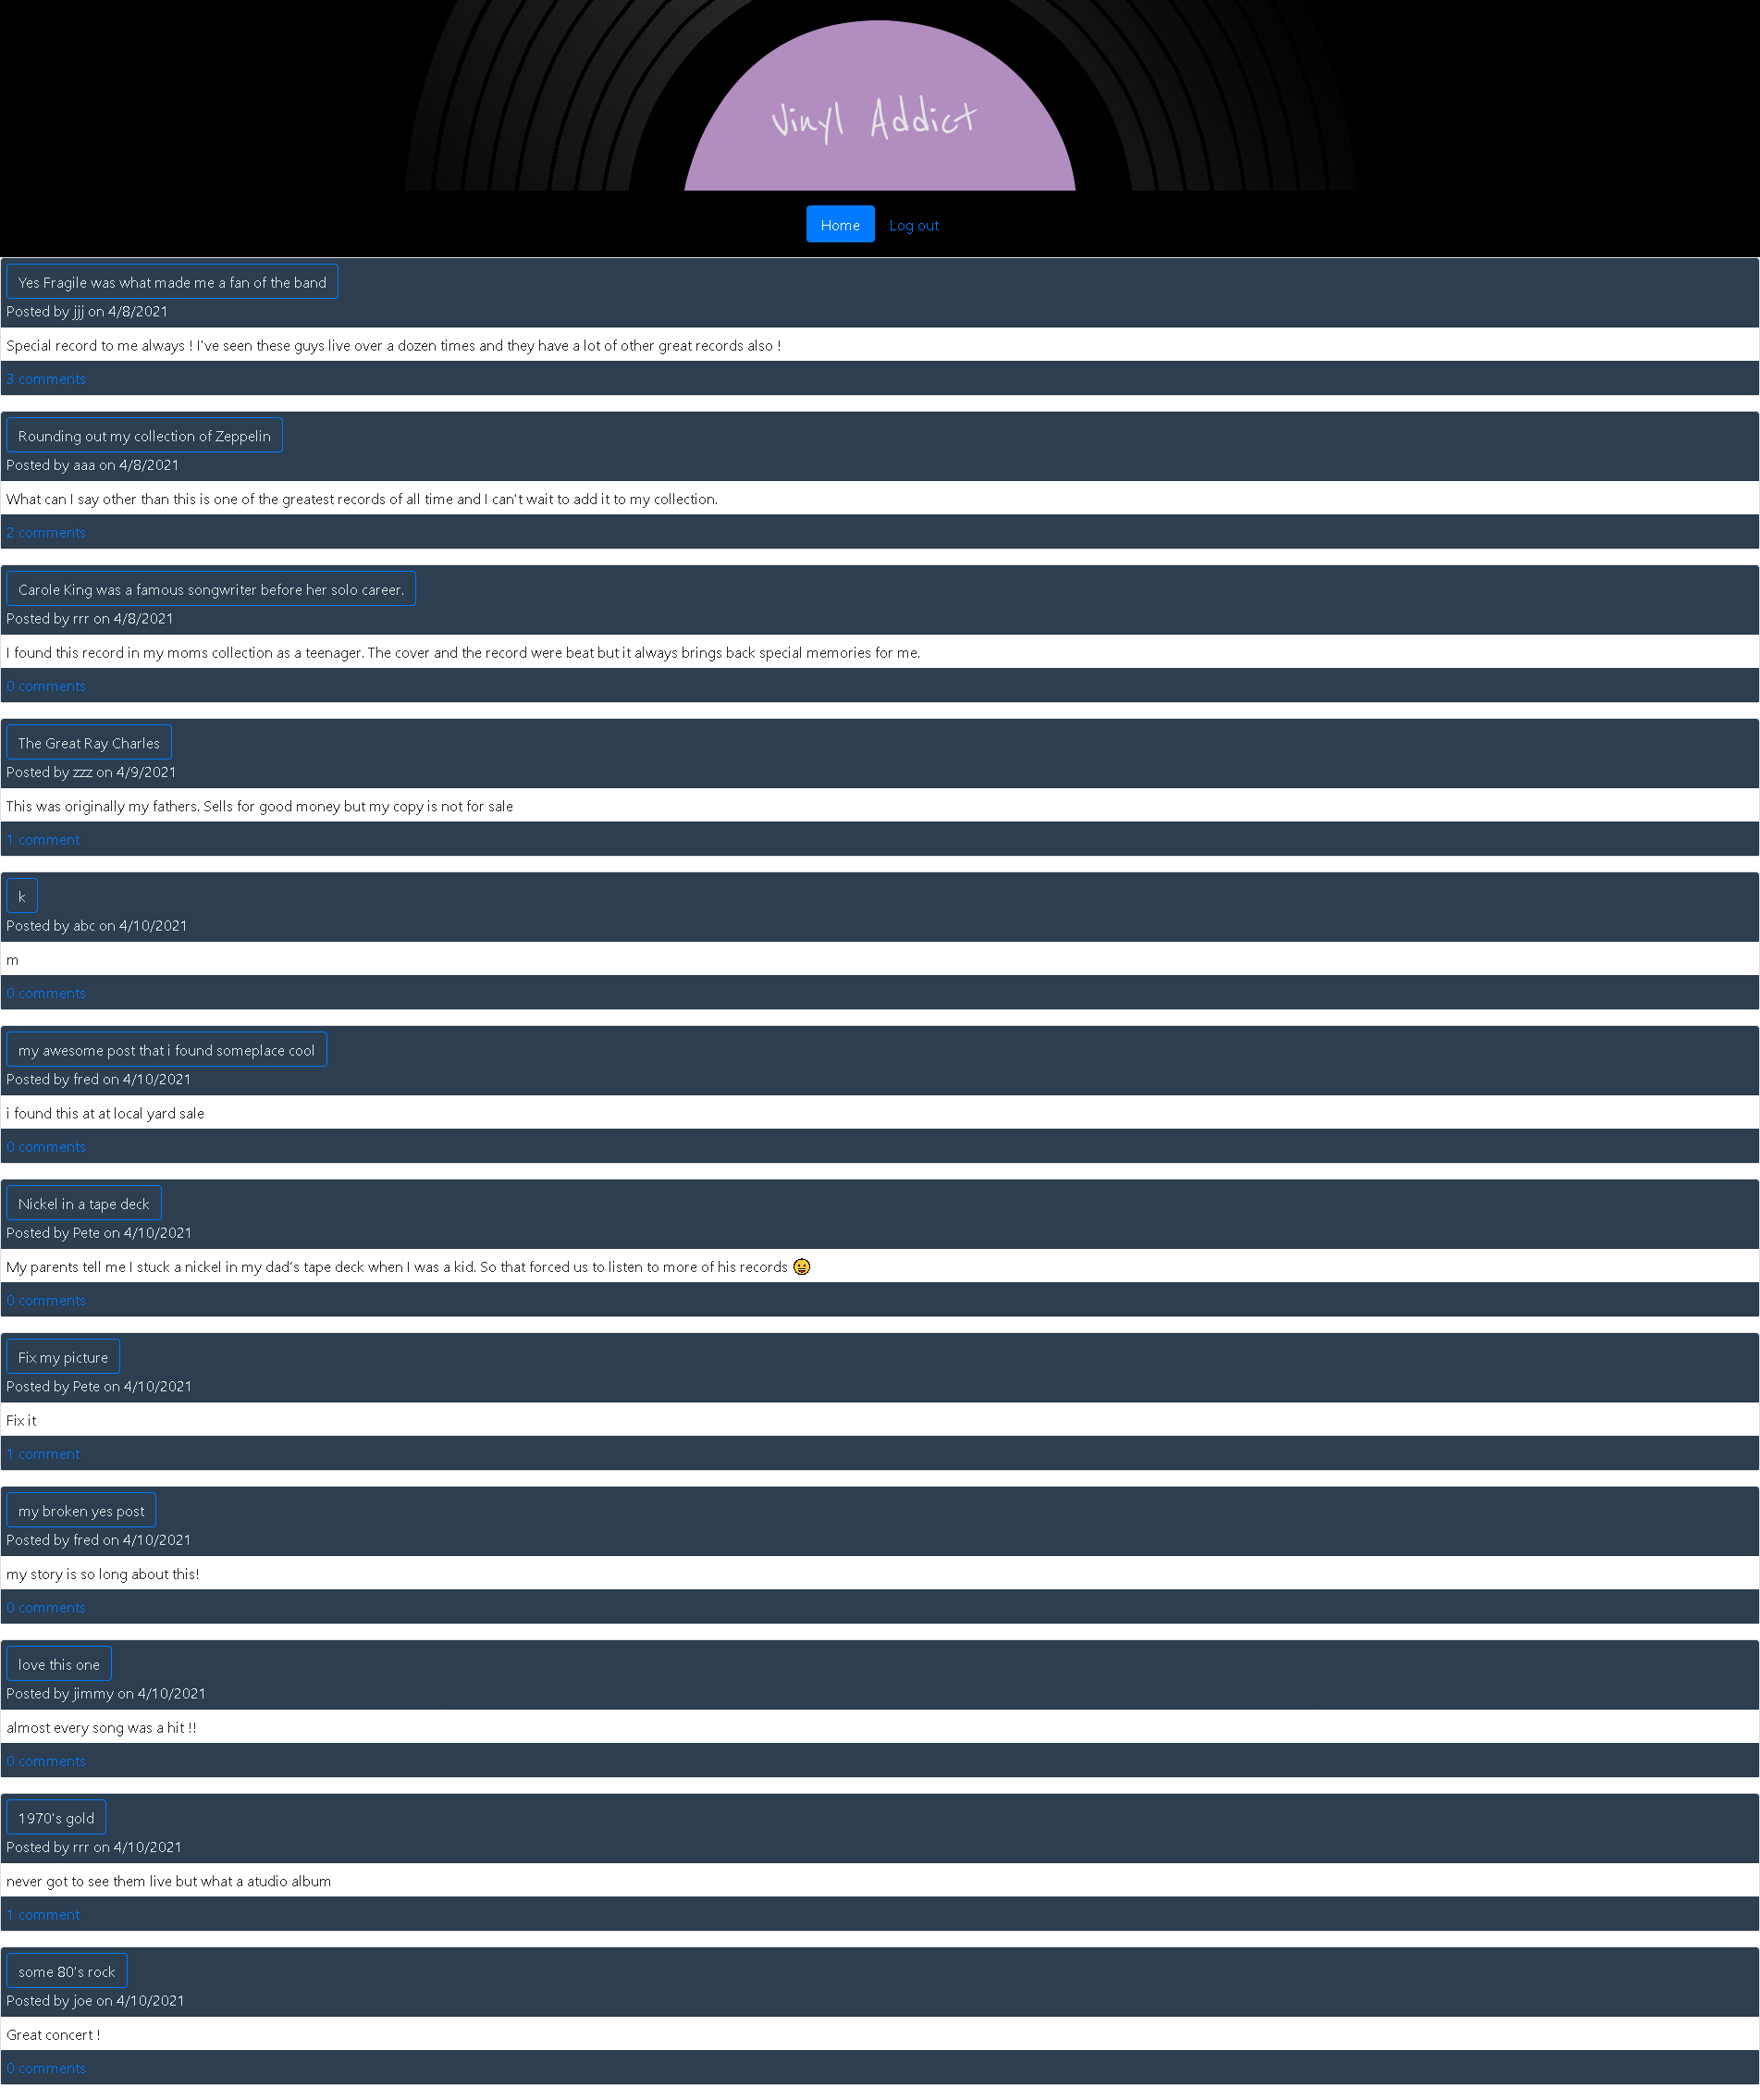 Vinyl Addict
Home Log out
Yes Fragile was what made me a fan of the band
Posted by jjj on 4/8/2021
Special record to me always ! I've seen these guys live over a dozen times and they have a lot of other great records also !
3 comments
Rounding out my collection of Zeppelin
Posted by aaa on 4/8/2021
What can I say other than this is one of the greatest records of all time and I can't wait to add it to my collection.
2 comments
Carole King was a famous songwriter before her solo career.
Posted by rrr on 4/8/2021
I found this record in my moms collection as a teenager. The cover and the record were beat but it always brings back special memories for me.
0 comments
The Great Ray Charles
Posted by zzz on 4/9/2021
This was originally my fathers. Sells for good money but my copy is not for sale
1 comment
k
Posted by abc on 4/10/2021
m
0 comments
my awesome post that i found someplace cool
Posted by fred on 4/10/2021
i found this at at local yard sale
0 comments
Nickel in a tape deck
Posted by Pete on 4/10/2021
My parents tell me I stuck a nickel in my dad's tape deck when I was a kid. So that forced us to listen to more of his records 😀
0 comments
Fix my picture
Posted by Pete on 4/10/2021
Fix it
1 comment
my broken yes post
Posted by fred on 4/10/2021
my story is so long about this!
0 comments
love this one
Posted by jimmy on 4/10/2021
almost every song was a hit !!
0 comments
1970's gold
Posted by rrr on 4/10/2021
never got to see them live but what a atudio album
1 comment
some 80's rock
Posted by joe on 4/10/2021
Great concert !
0 comments